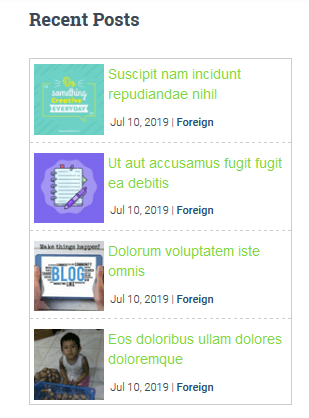 Recent Posts
something
Creative
EVERYDAY
Suscipit nam incidunt
repudiandae nihil
Jul 10, 2019 | Foreign
Ut aut accusamus fugit fugit
ea debitis
Jul 10, 2019 | Foreign
Make things happen!
BLOG
Dolorum voluptatem iste
omnis
Jul 10, 2019 | Foreign
Eos doloribus ullam dolores
doloremque
Jul 10, 2019 | Foreign